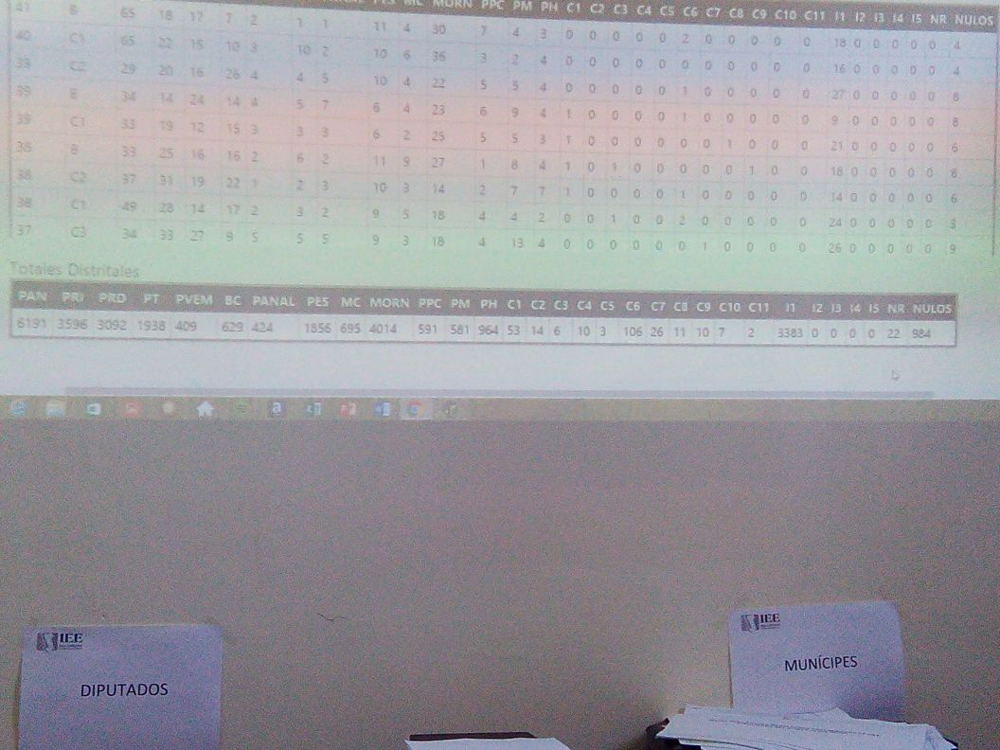 MORN PPC PM PH C1 C2 C3 C4 C5 C6 C7 C8 C9 C10 C11 I1 I2 I3 I4 I5 NR NULOS
41 B 65 18 17 7 2 1 1 11 4 30 7 4 3 0 0 0 0 0 2 0 0 0 0 0 18 0 0 0 0 0 4
40 C1 65 22 15 10 3 10 2 10 6 36 3 2 4 0 0 0 0 0 0 0 0 0 0 0 16 0 0 0 0 0 4
39 C2 29 20 16 26 4 4 5 10 4 22 5 5 4 0 0 0 0 0 1 0 0 0 0 0 27 0 0 0 0 0 8
39 B 34 14 24 14 4 5 7 6 4 23 6 9 4 1 0 0 0 0 1 0 0 0 0 0 9 0 0 0 0 0 8
39 C1 33 19 12 15 3 3 3 6 2 25 5 5 3 1 0 0 0 0 0 0 1 0 0 0 21 0 0 0 0 0 6
38 B 33 25 16 16 2 6 2 11 9 27 1 8 4 1 0 1 0 0 0 0 0 1 0 0 18 0 0 0 0 0 8
38 C2 37 31 19 22 1 2 3 10 3 14 2 7 7 1 0 0 0 0 1 0 0 0 0 0 14 0 0 0 0 0 6
38 C1 49 28 14 17 2 3 2 9 5 18 4 4 2 0 0 1 0 0 2 0 0 0 0 0 24 0 0 0 0 0
37 C3 34 33 27 9 5 5 5 9 3 18 4 13 4 0 0 0 0 0 0 1 0 0 0 0 26 0 0 0 0 0 9
Totales Distritales
PAN PRI PRD PT PVEM BC PANAL PES MC MORN PPC PM PH C1 C2 C3 C4 C5 C6 C7 C8 C9 C10 C11 I1 I2 I3 I4 I5 NR NULOS
6191 3596 3092 1938 409 629 424 1856 695 4014 591 581 964 53 14 6 10 3 106 26 11 10 7 2 3383 0 0 0 0 22 984
IEE
DIPUTADOS
IEE
MUNÍCIPES